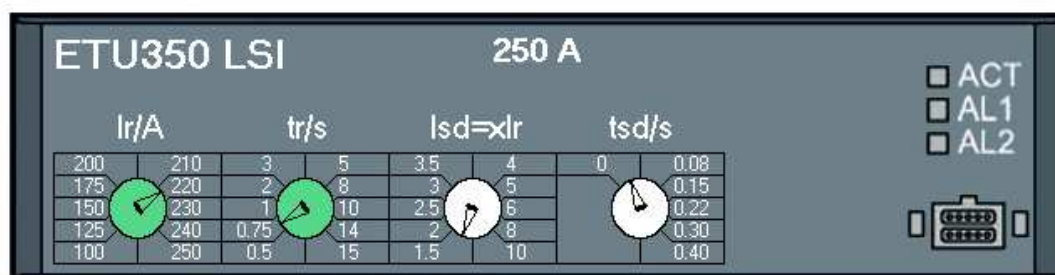 ETU350 LSI 250 A
ACT
AL1
AL2
Ir/A tr/s Isd=xIr tsd/s
200 210 3 5 3.5 4 0 0.08
175 220 2 8 3 5 0.15
150 230 1 10 2.5 6 0.22
125 240 0.75 14 2 8 0.30
100 250 0.5 15 1.5 10 0.40